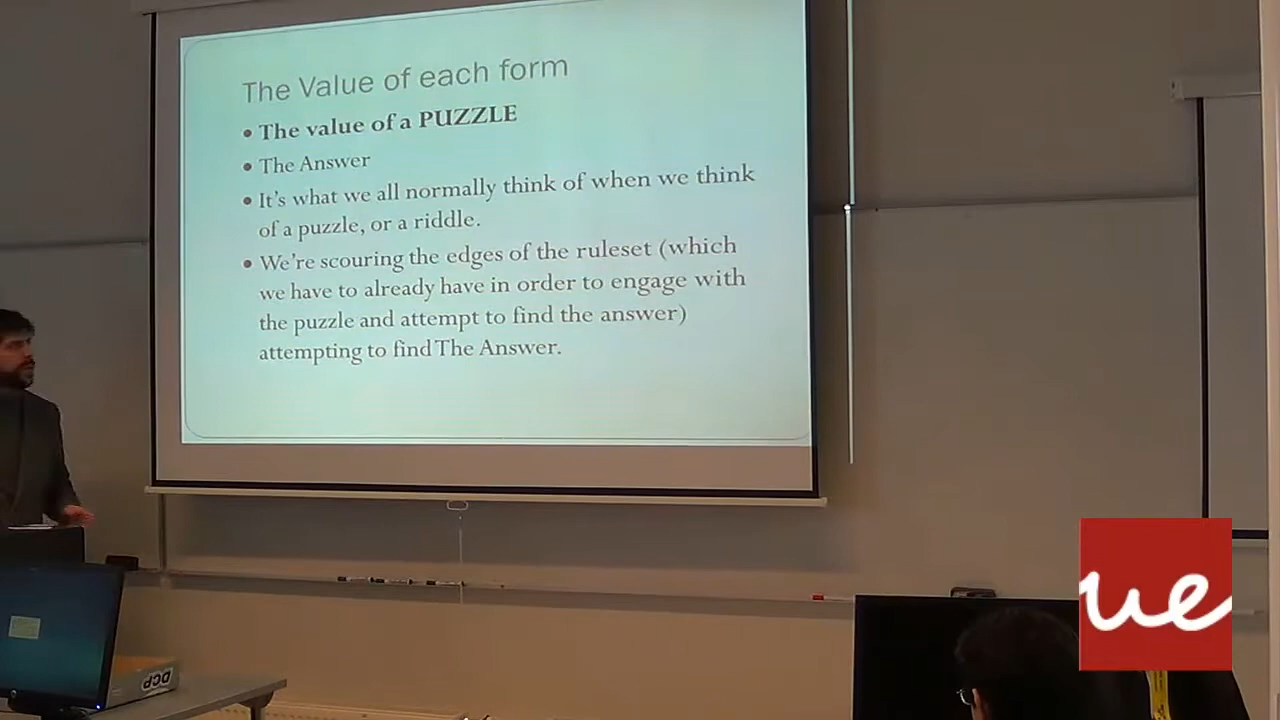 The Value of each form
• The value of a PUZZLE
• The Answer
• It's what we all normally think of when we think
of a puzzle, or a riddle.
• We're scouring the edges of the ruleset (which
we have to already have in order to engage with
the puzzle and attempt to find the answer)
attempting to find The Answer.
DCP
ue